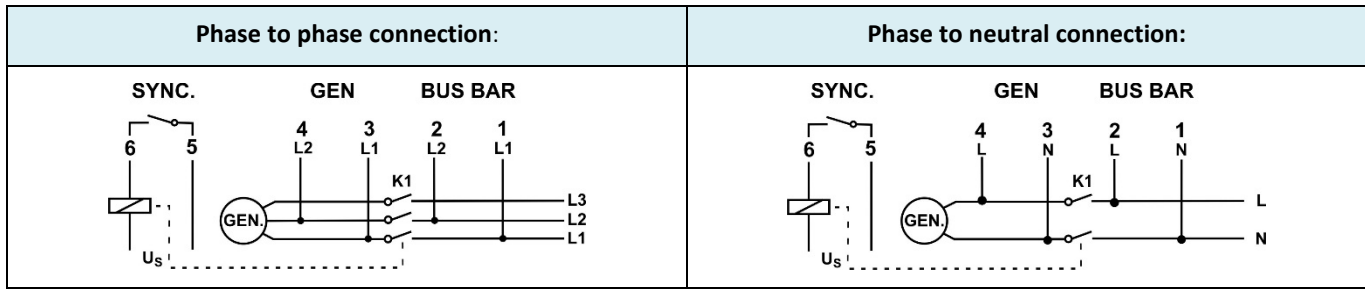 Phase to phase connection:
SYNC. GEN BUS BAR
4 3 2 1
6 5 L2 L1 L2 L1
K1
L3
GEN. L2
L1
Us
Phase to neutral connection:
SYNC. GEN BUS BAR
4 3 2 1
6 5 L N L N
K1
L
GEN.
N
Us